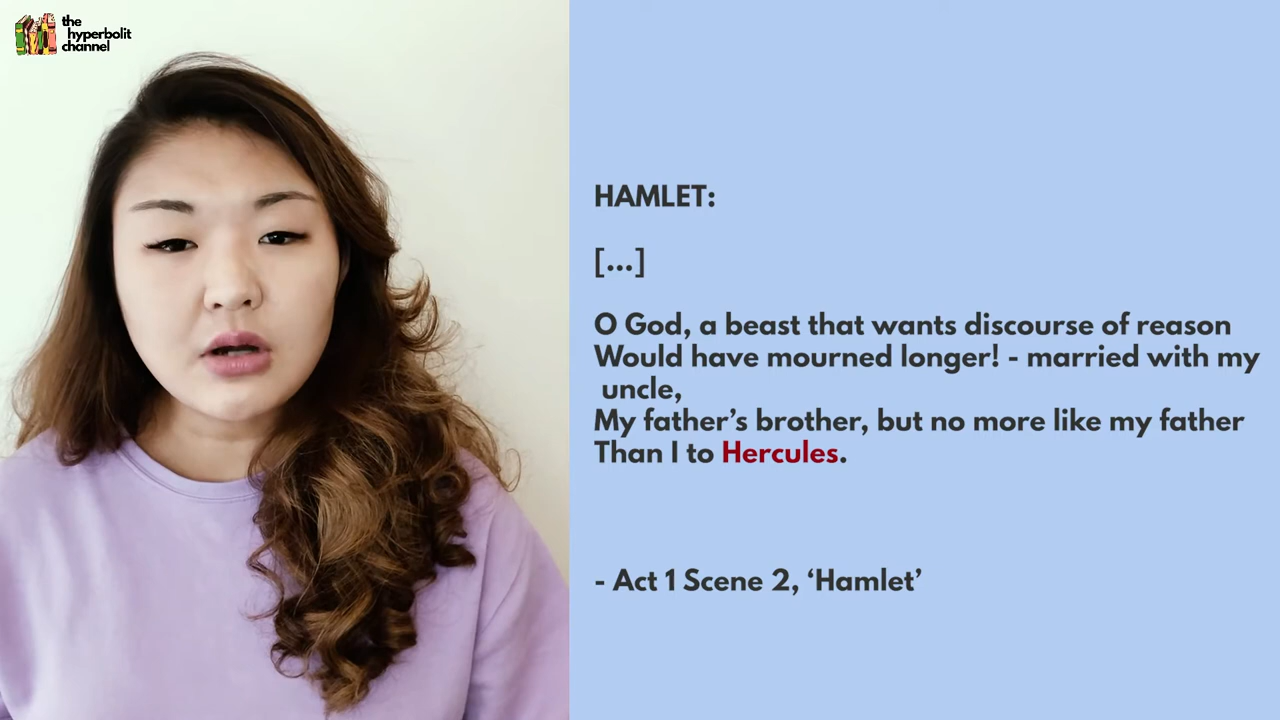 the
hyperbolit
channel
HAMLET:
[...]
O God, a beast that wants discourse of reason
Would have mourned longer! - married with my
uncle,
My father’s brother, but no more like my father
Than I to Hercules.
- Act 1 Scene 2, ‘Hamlet’